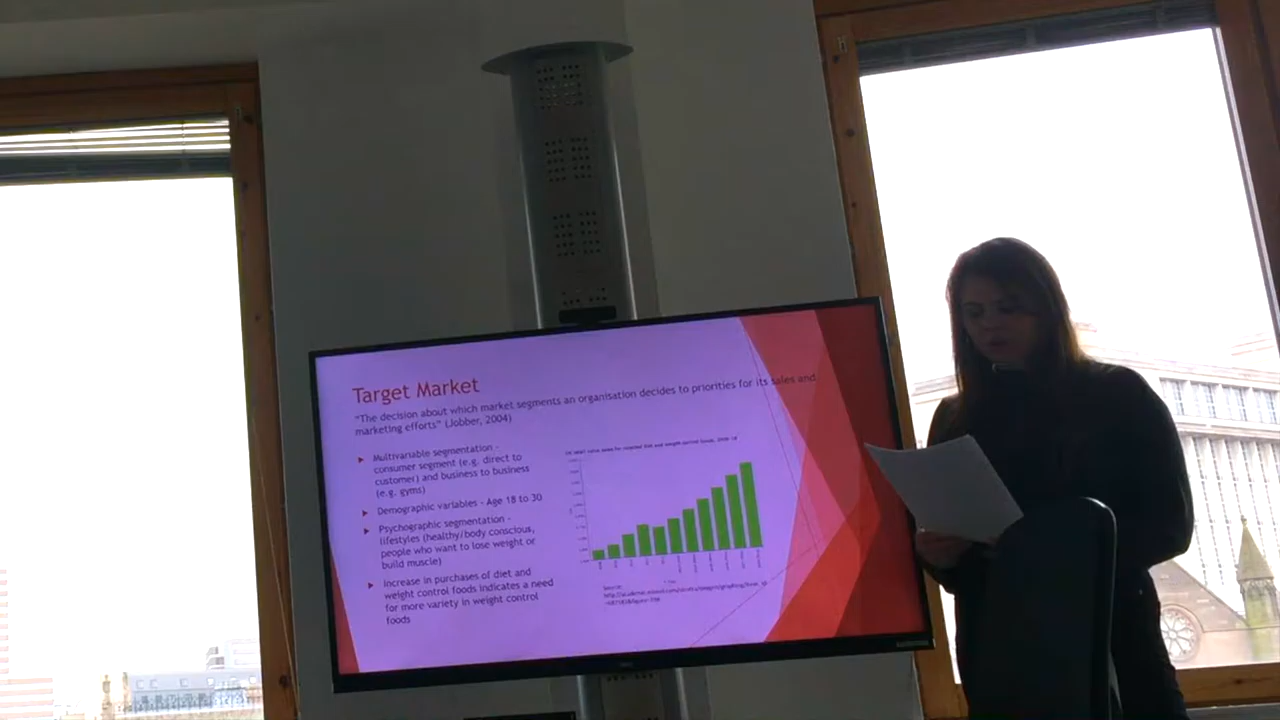 Target Market
"The decision about which market segments an organisation decides to priorities for its sales and
marketing efforts" (Jobber, 2004)
Multivariable segmentation -
consumer segment (e.g. direct to
customer) and business to business
(e.g. gyms)
Demographic variables - Age 18 to 30
Psychographic segmentation -
lifestyles (healthy/body conscious,
people who want to lose weight or
build muscle)
Increase in purchases of diet and
weight control foods indicates a need
for more variety in weight control
foods
Source: